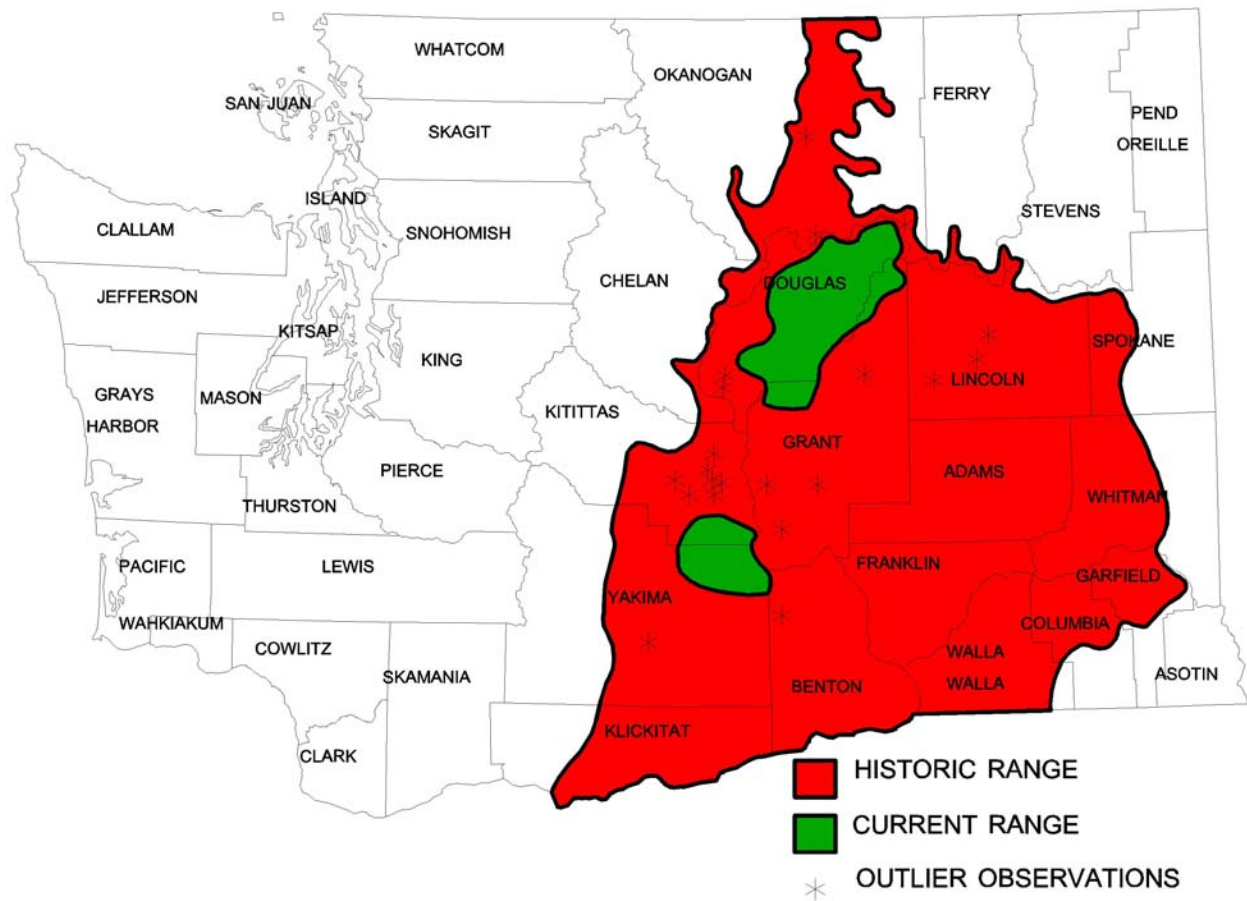 WHATCOM
OKANOGAN
FERRY
PEND
OREILLE
SAN JUAN
SKAGIT
ISLAND
STEVENS
CLALLAM
SNOHOMISH
CHELAN
DOUGLAS
JEFFERSON
KITSAP
KING
SPOKANE
GRAYS
HARBOR
MASON
KITITTAS
LINCOLN
GRANT
PIERCE
ADAMS
THURSTON
WHITMAN
PACIFIC
LEWIS
FRANKLIN
GARFIELD
YAKIMA
WAHKIAKUM
COLUMBIA
COWLITZ
SKAMANIA
WALLA
WALLA
ASOTIN
BENTON
KLICKITAT
CLARK
HISTORIC RANGE
CURRENT RANGE
OUTLIER OBSERVATIONS